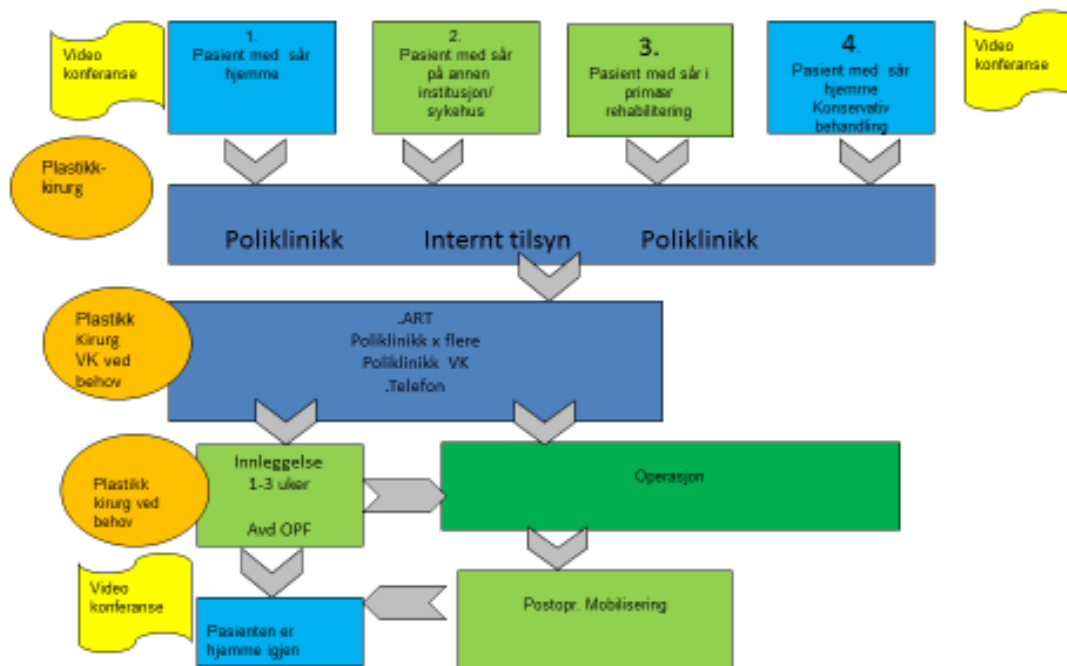 Video
konferanse
1.
Pasient med sår
hjemme
2.
Pasient med sår
på annen
institusjon/
sykehus
3.
Pasient med sår i
primær
rehabilitering
4.
Pasient med sår
hjemme
Konservativ
behandling
Video
konferanse
Plastikk-
kirurg
Poliklinikk Internt tilsyn Poliklinikk
Plastikk
Kirurg
VK ved
behov
.ART
Poliklinikk x flere
Poliklinikk VK
.Telefon
Plastikk
kirurg ved
behov
Innleggelse
1-3 uker
Avd OPF
Operasjon
Video
konferanse
Pasienten er
hjemme igjen
Postopr. Mobilisering